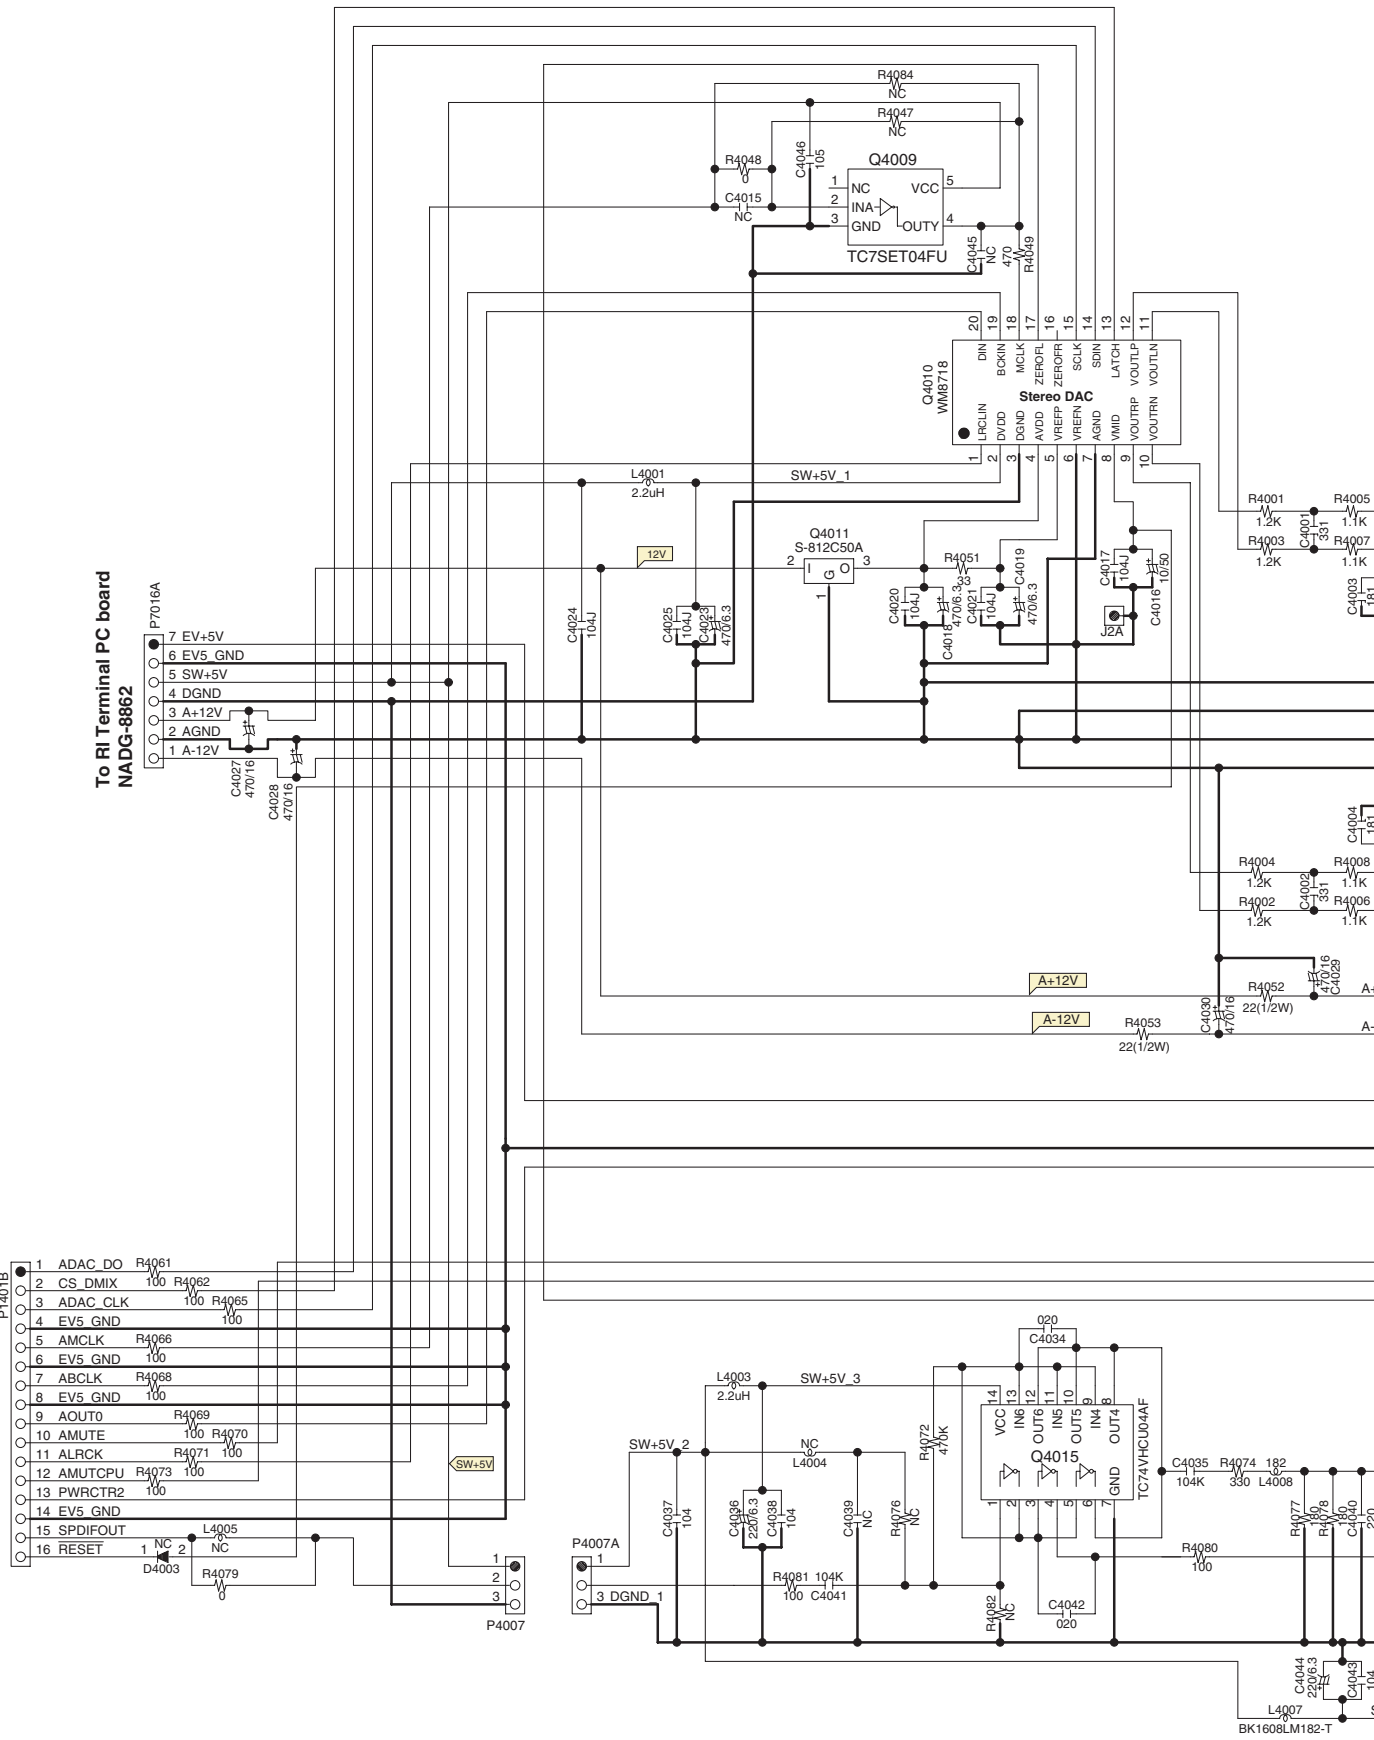 R4084
NC
R4047
NC
C4046
105
R4048
0
C4015
NC
Q4009
1 NC VCC 5
2 INA
3 GND OUTY 4
TC7SET04FU
C4045
NC
470
R4049
20 19 18 17 16 15 14 13 12 11
DIN BCKIN MCLK ZEROFL ZEROFR SCLK SDIN LATCH VOUTLP VOUTLN
Q4010
WM8718
Stereo DAC
LRCLIN DVDD DGND AVDD VREFP VREFN AGND VMID VOUTRP VOUTRN
1 2 3 4 5 6 7 8 9 10
L4001
2.2uH
SW+5V_1
R4001
1.2K
R4005
1.1K
C4001
331
R4003
1.2K
R4007
1.1K
C4003
181
12V
Q4011
S-812C50A
2 I G O 3
1
R4051
33
C4019
470/6.3
C4017
104J
10/50
C4016
J2A
C4020
104J
470/6.3
C4018
C4021
104J
C4024
104J
C4025
104J
C4023
470/6.3
To RI Terminal PC board
NADG-8862
P7016A
7 EV+5V
6 EV5_GND
5 SW+5V
4 DGND
3 A+12V
2 AGND
1 A-12V
C4027
470/16
C4028
470/16
C4004
181
R4004
1.2K
R4008
1.1K
C4002
331
R4002
1.2K
R4006
1.1K
A+12V
470/16
C4029
R4052
22(1/2W)
A+
A-12V
R4053
22(1/2W)
C4030
470/16
A-
P1401B
1 ADAC_DO R4061
100
2 CS_DMIX R4062
100
3 ADAC_CLK R4065
100
4 EV5_GND
5 AMCLK R4066
100
6 EV5_GND
7 ABCLK R4068
100
8 EV5_GND
9 AOUT0 R4069
100
10 AMUTE R4070
100
11 ALRCK R4071
100
12 AMUTCPU R4073
100
13 PWRCTR2
14 EV5_GND
15 SPDIFOUT L4005
NC
16 RESET 1 NC 2
D4003
R4079
0
SW+5V
1
2
3
P4007
P4007A
1
3 DGND_1
SW+5V_2
L4003
2.2uH
SW+5V_3
NC
L4004
C4037
104
C4036
220/6.3
C4038
104
C4039
NC
R4076
NC
R4072
470K
R4081
100
104K
C4041
R4082
NC
020
C4034
14 13 12 11 10 9 8
VCC IN6 OUT6 IN5 OUT5 IN4 OUT4
Q4015
GND
TC74VHCU04AF
1 2 3 4 5 6 7
C4042
020
C4035
104K
R4074
330
182
L4008
R4077
180
R4078
180
C4040
220
R4080
100
C4044
220/6.3
C4043
104
L4007
BK1608LM182-T
S